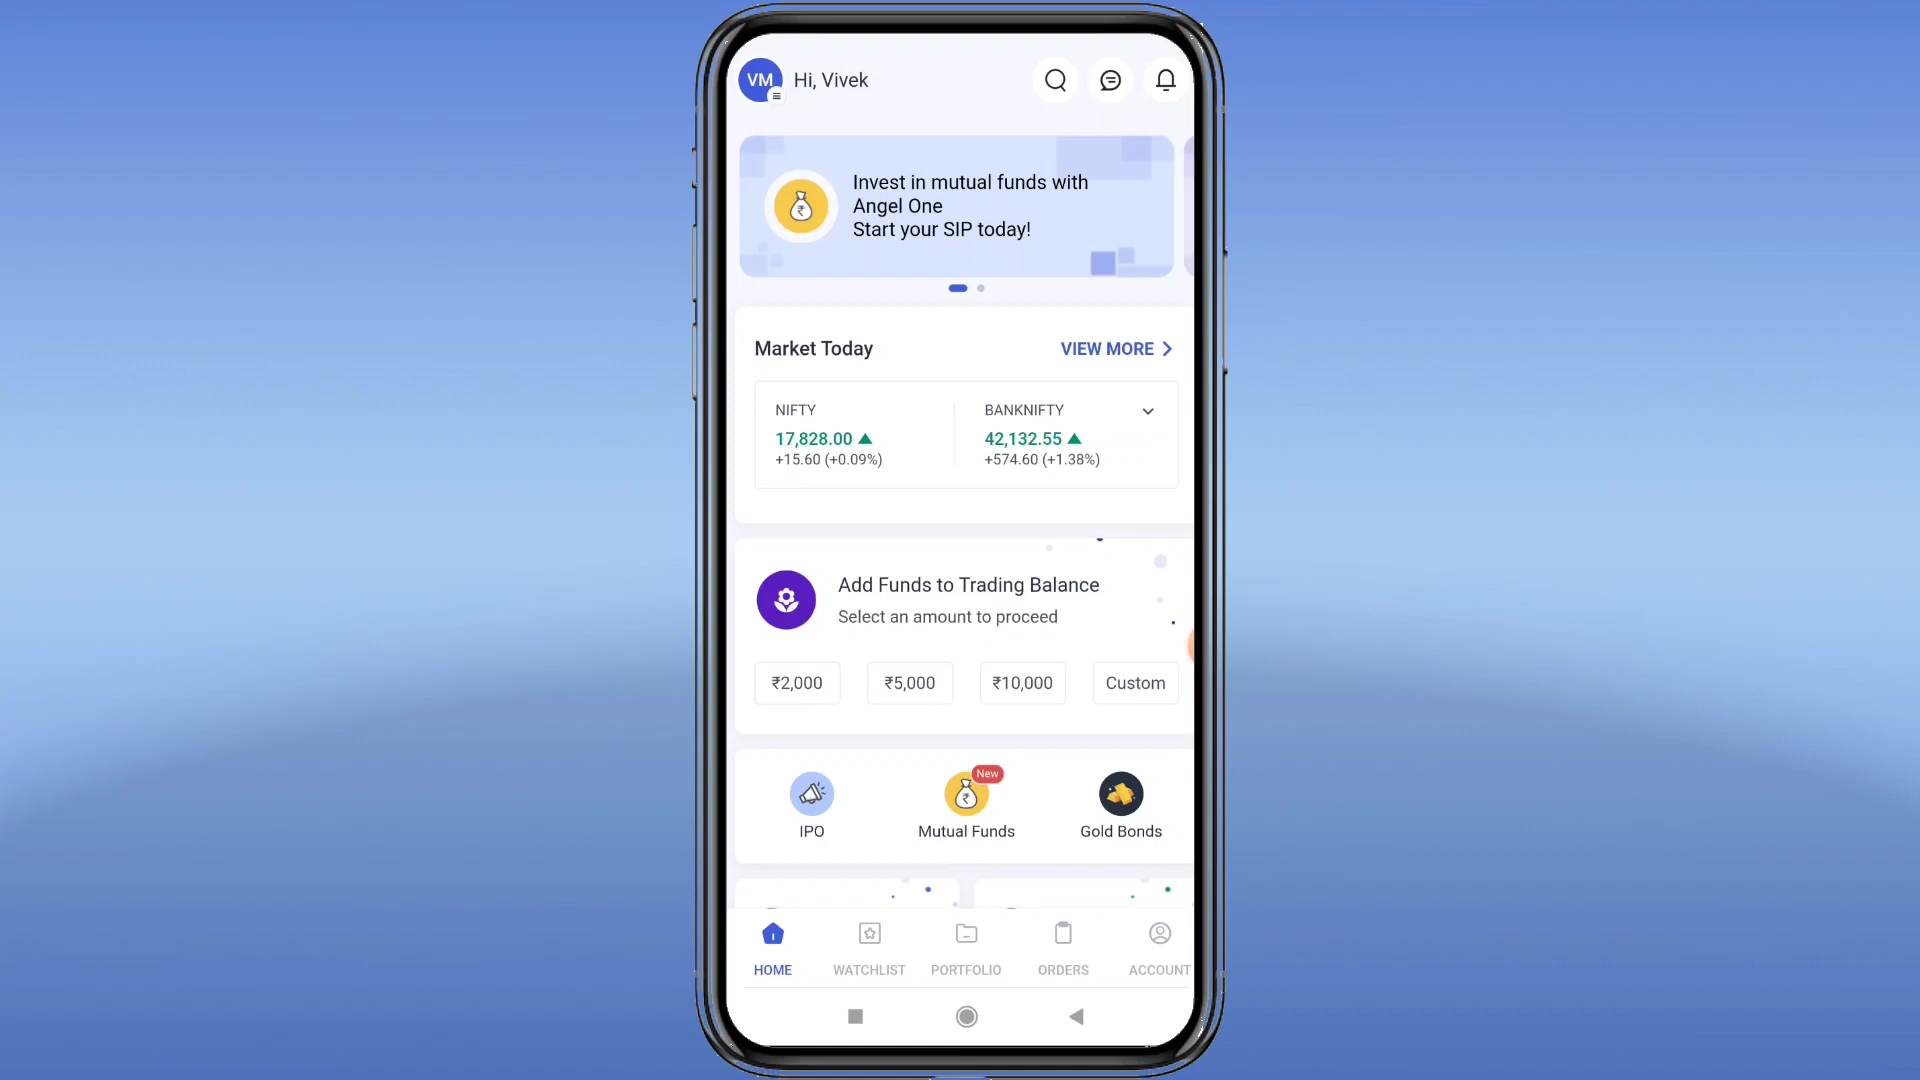 VM
Hi, Vivek
Invest in mutual funds with
Angel One
Start your SIP today!
Market Today
VIEW MORE
NIFTY
17,828.00
+15.60 (+0.09%)
BANKNIFTY
42,132.55
+574.60 (+1.38%)
Add Funds to Trading Balance
Select an amount to proceed
₹2,000
₹5,000
₹10,000
Custom
IPO
New
Mutual Funds
Gold Bonds
HOME
WATCHLIST
PORTFOLIO
ORDERS
ACCOUNT